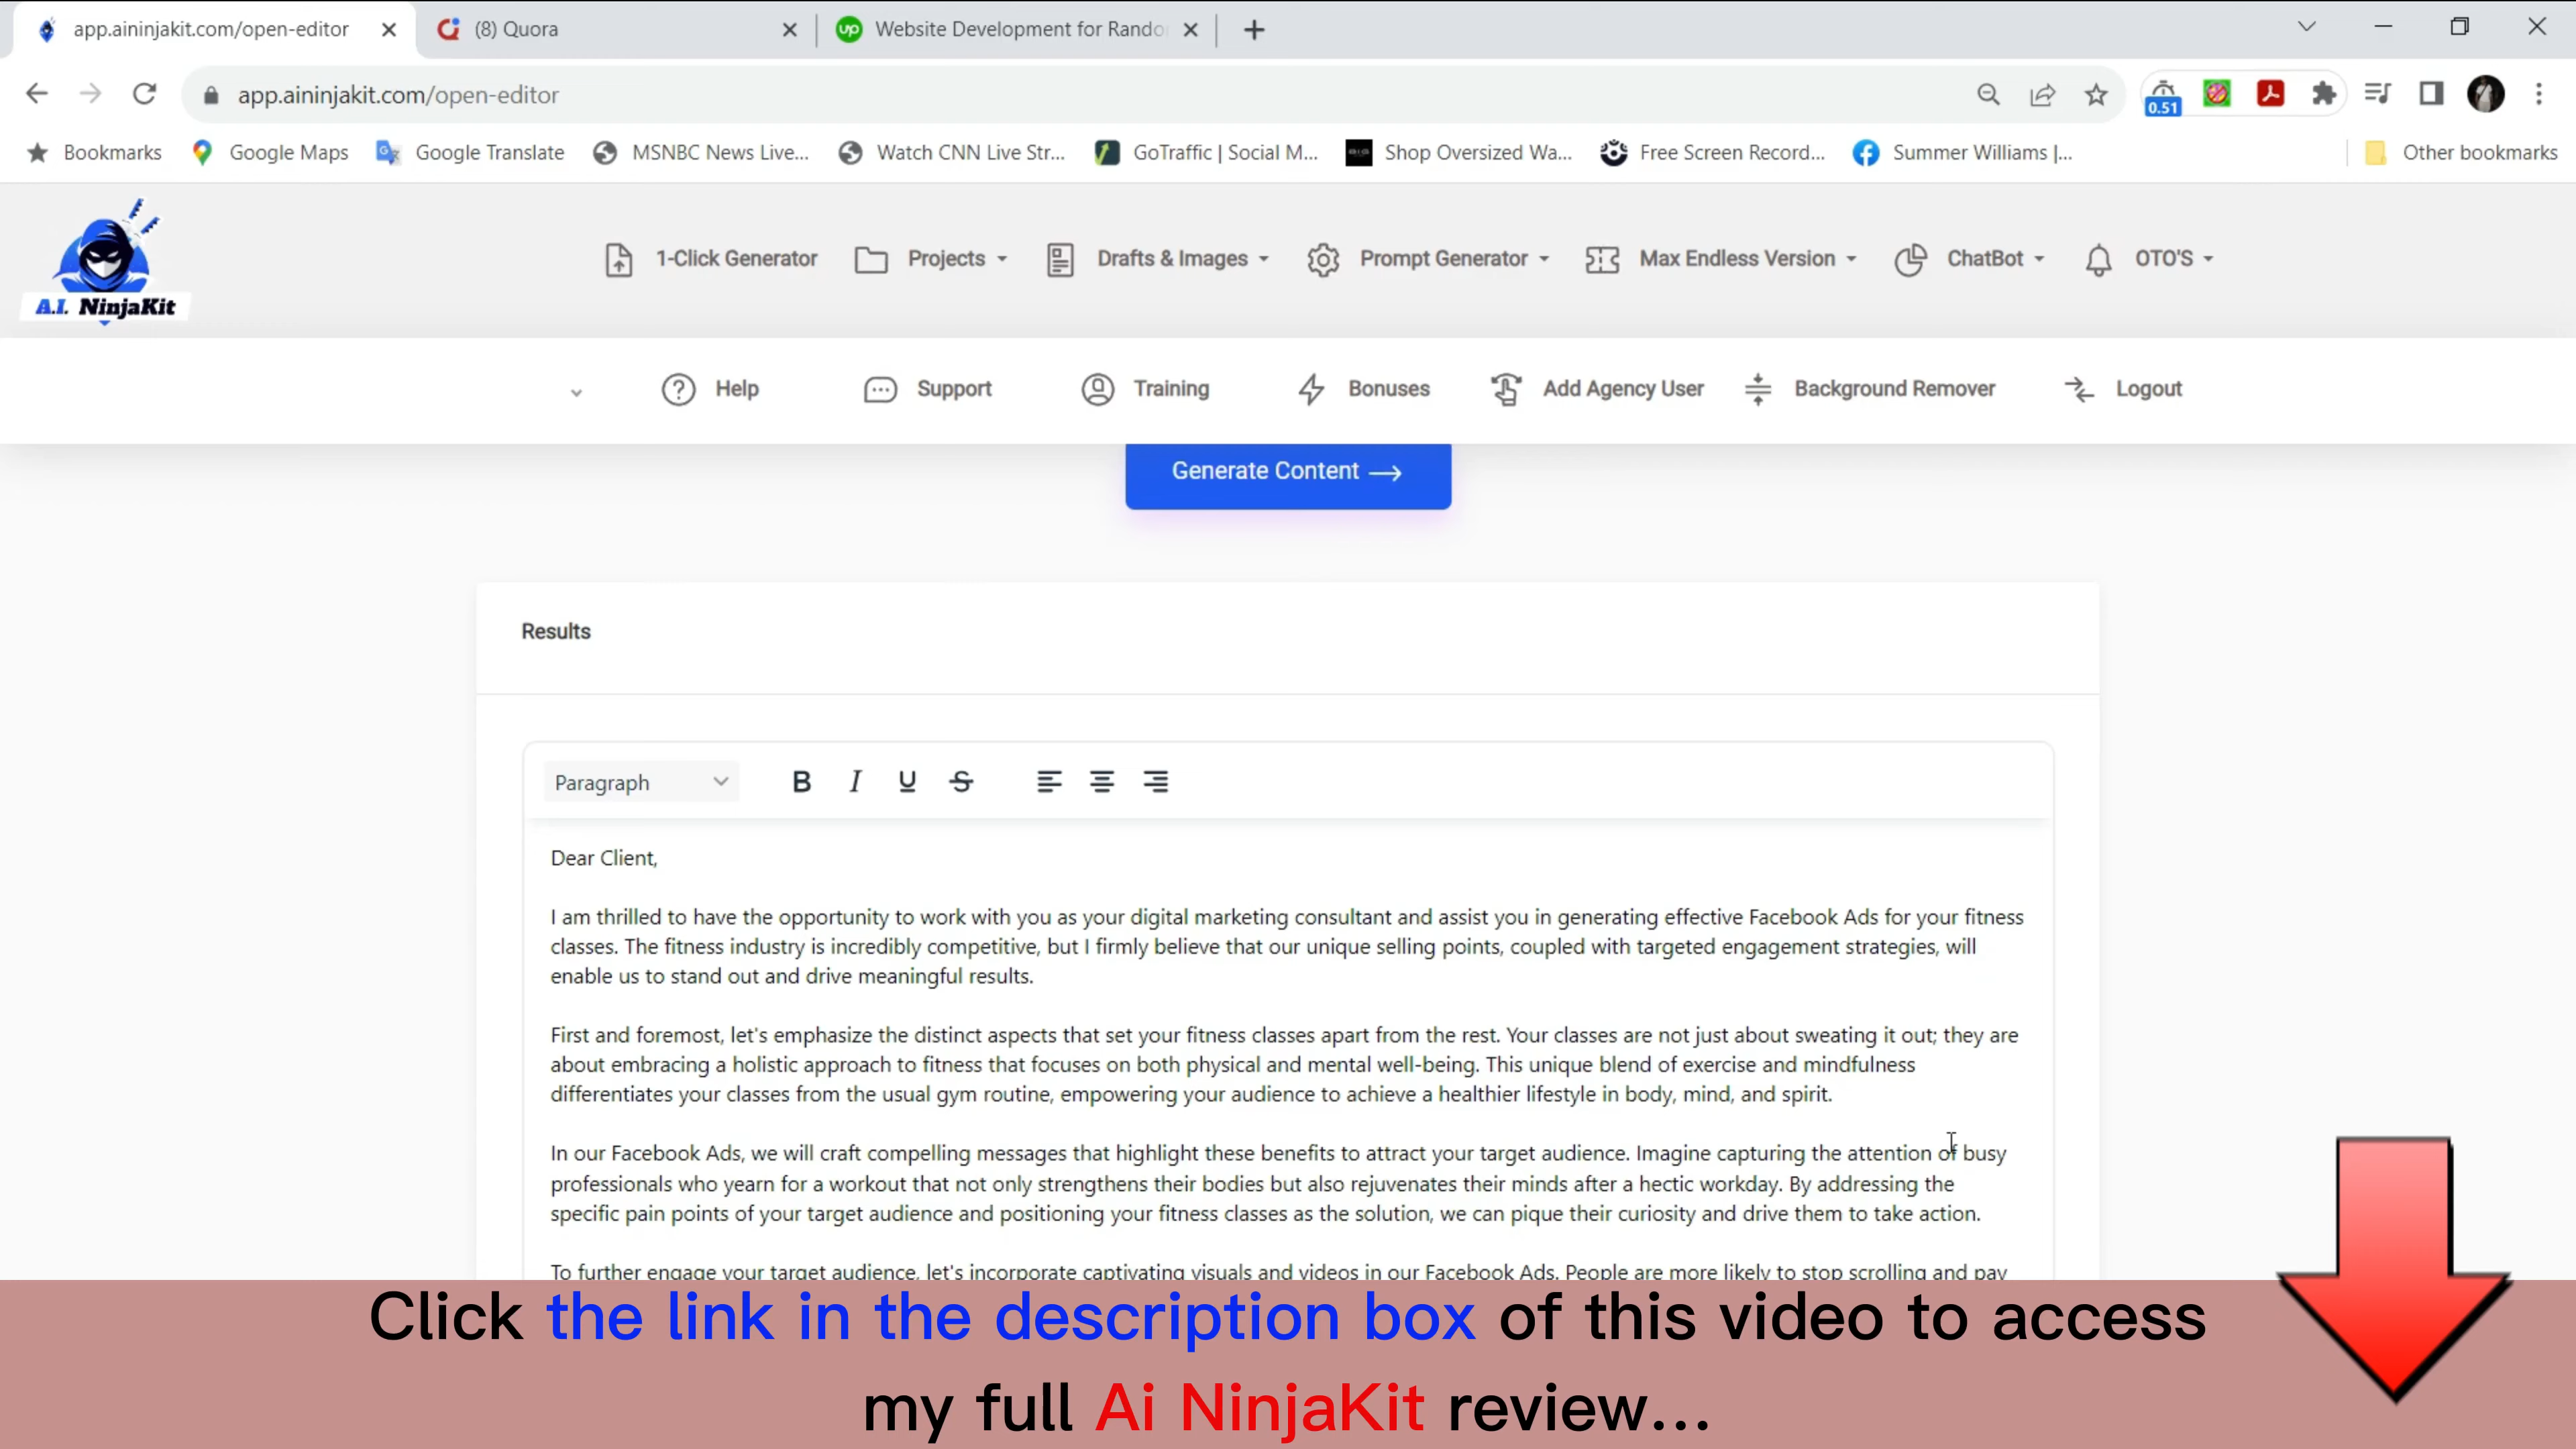 app.aininjakit.com/open-editor
(8) Quora
up Website Development for Rando
app.aininjakit.com/open-editor
0.51
Bookmarks Google Maps Google Translate MSNBC News Live... Watch CNN Live Str... GoTraffic | Social M... Shop Oversized Wa... Free Screen Record... Summer Williams |... Other bookmarks
A.I. NinjaKit
1-Click Generator Projects Drafts & Images Prompt Generator Max Endless Version ChatBot OTO'S
Help Support Training Bonuses Add Agency User Background Remover Logout
Generate Content
Results
Paragraph B I U S
Dear Client,
I am thrilled to have the opportunity to work with you as your digital marketing consultant and assist you in generating effective Facebook Ads for your fitness
classes. The fitness industry is incredibly competitive, but I firmly believe that our unique selling points, coupled with targeted engagement strategies, will
enable us to stand out and drive meaningful results.
First and foremost, let's emphasize the distinct aspects that set your fitness classes apart from the rest. Your classes are not just about sweating it out; they are
about embracing a holistic approach to fitness that focuses on both physical and mental well-being. This unique blend of exercise and mindfulness
differentiates your classes from the usual gym routine, empowering your audience to achieve a healthier lifestyle in body, mind, and spirit.
In our Facebook Ads, we will craft compelling messages that highlight these benefits to attract your target audience. Imagine capturing the attention of busy
professionals who yearn for a workout that not only strengthens their bodies but also rejuvenates their minds after a hectic workday. By addressing the
specific pain points of your target audience and positioning your fitness classes as the solution, we can pique their curiosity and drive them to take action.
To further engage your target audience, let's incorporate captivating visuals and videos in our Facebook Ads. People are more likely to stop scrolling and pay
Click the link in the description box of this video to access
my full Ai NinjaKit review...